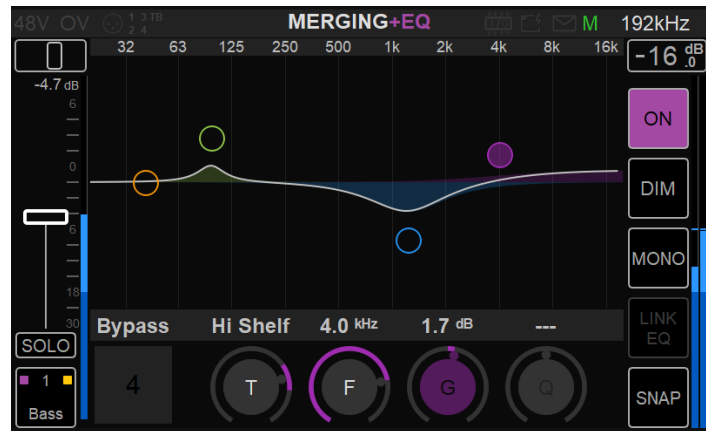 48V OV 1 3 TB MERGING+EQ M 192kHz
2 4
32 63 125 250 500 1k 2k 4k 8k 16k -16 dB .0
-4.7 dB
6
ON
0
DIM
6
MONO
18
30 Bypass Hi Shelf 4.0 kHz 1.7 dB --- LINK
SOLO EQ
1 4 T F G Q SNAP
Bass